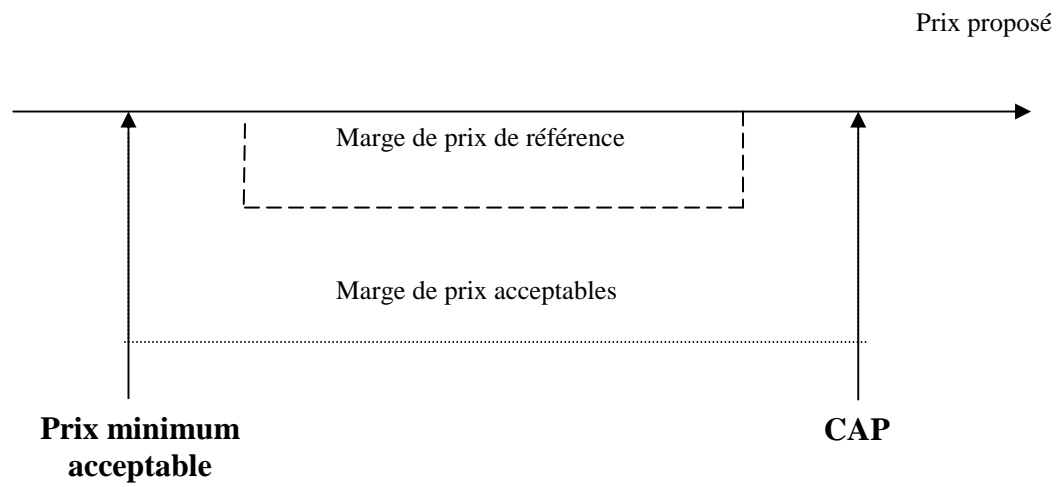 Prix proposé
Marge de prix de référence
Marge de prix acceptables
Prix minimum
acceptable
CAP